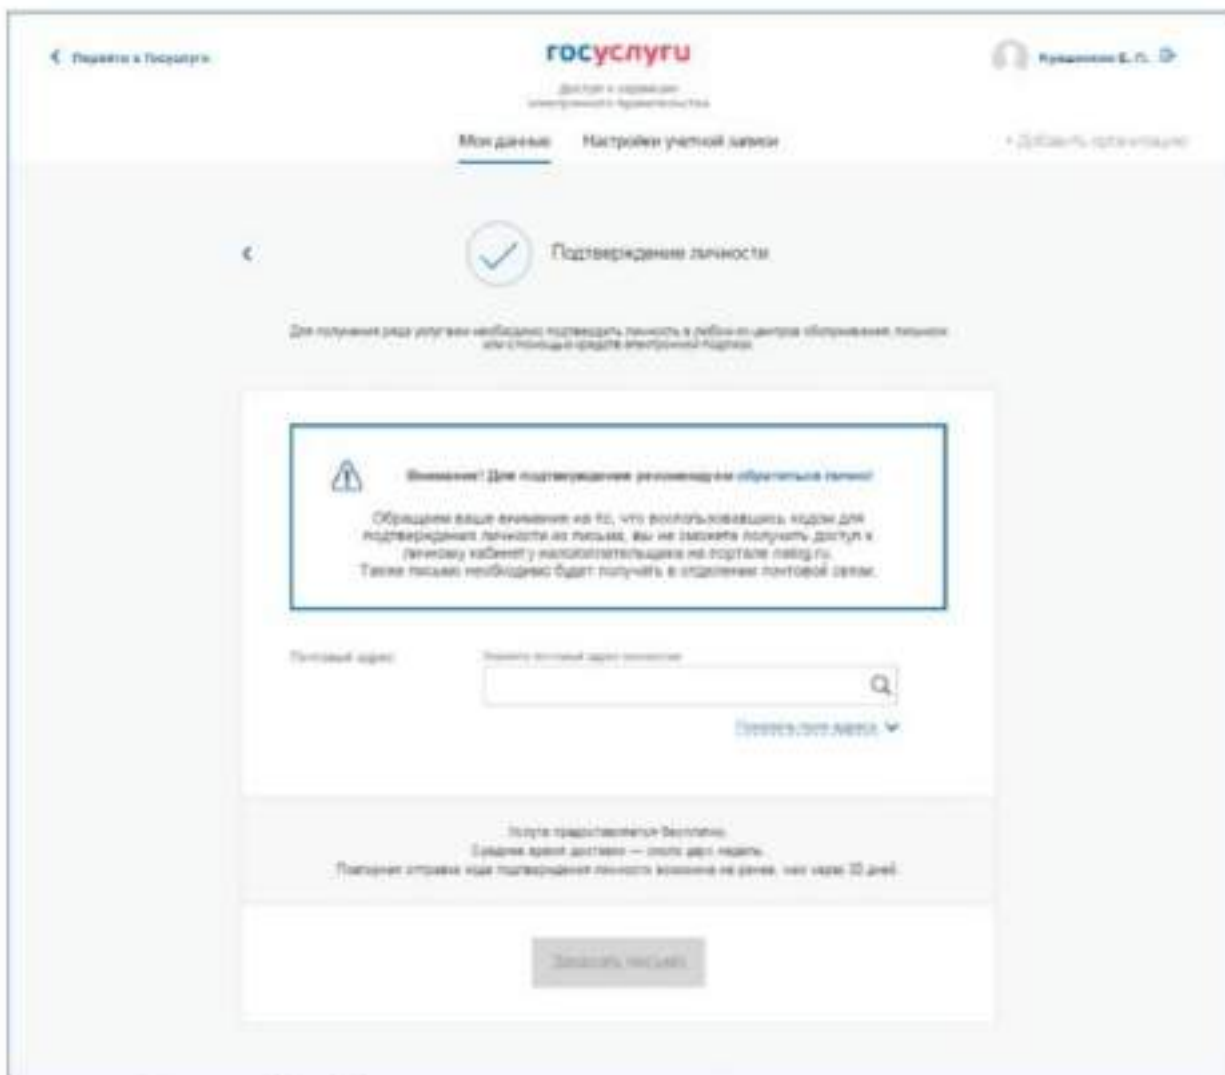 Перейти в Госуслуги
госуслуги
Доступ к сервисам
электронного правительства
Е. П.
Мои данные
Настройки учетной записи
+ Добавить организацию
Подтверждение личности
Для получения ряда услуг вам необходимо подтвердить личность в любом из центров обслуживания, письмом
или с помощью средств электронной подписи
Внимание! Для подтверждения рекомендуем обратиться лично!
Обращаем ваше внимание на то, что воспользовавшись кодом для
подтверждения личности из письма, вы не сможете получить доступ к
личному кабинету налогоплательщика на портале nalog.ru.
Также письмо необходимо будет получать в отделении почтовой связи.
Почтовый адрес
Укажите почтовый адрес
Показать поля адреса
Услуга предоставляется бесплатно.
Среднее время доставки — около двух недель.
Повторная отправка кода подтверждения личности возможна не ранее, чем через 30 дней.
Заказать письмо